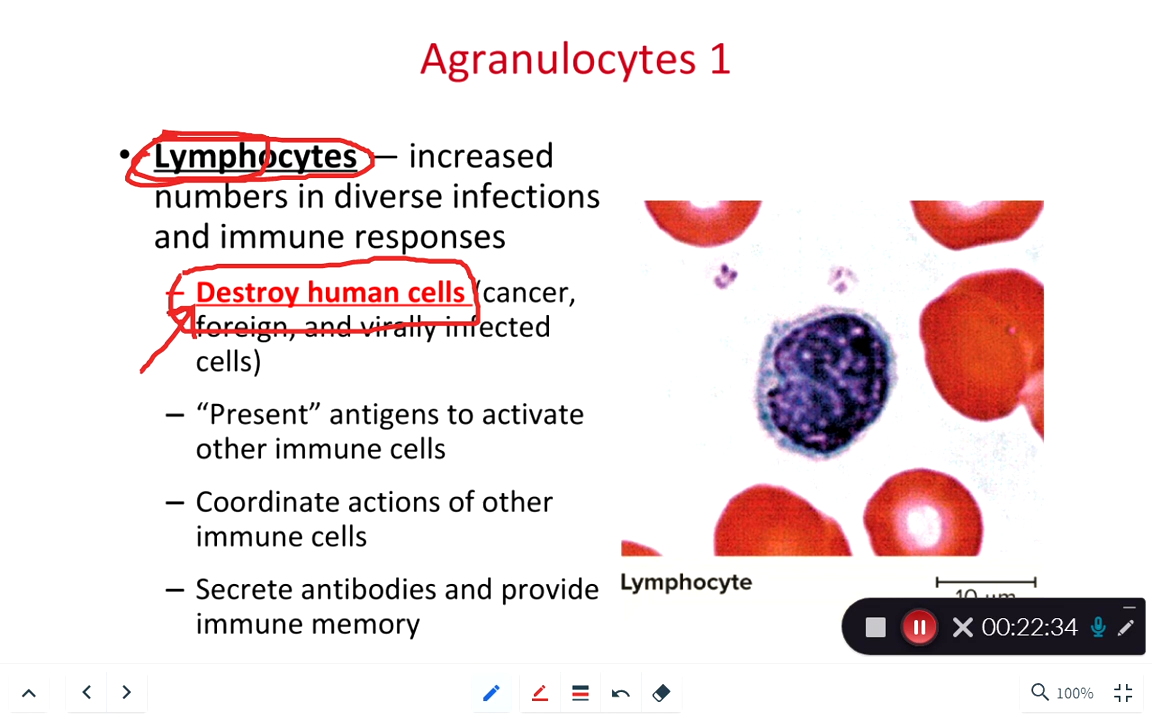 Agranulocytes 1
• Lymphocytes — increased
numbers in diverse infections
and immune responses
– Destroy human cells (cancer,
foreign, and virally infected
cells)
– “Present” antigens to activate
other immune cells
– Coordinate actions of other
immune cells
– Secrete antibodies and provide
immune memory
Lymphocyte
10 µm
00:22:34
100%